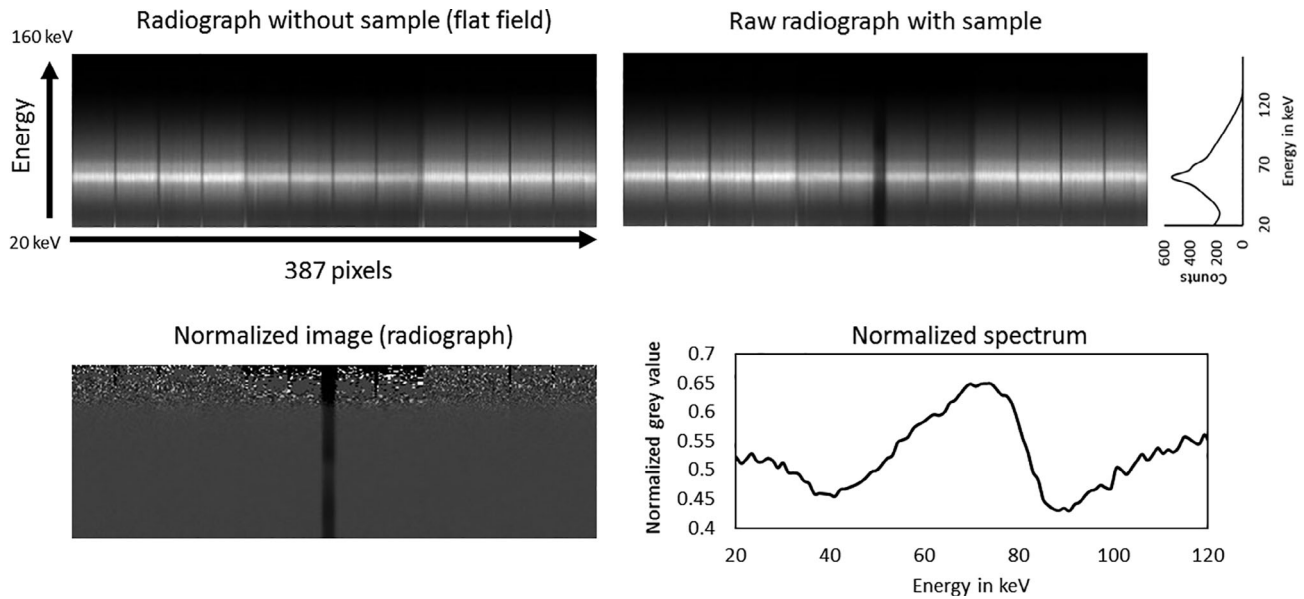 Radiograph without sample (flat field)
160 keV
Energy
20 keV
387 pixels
Raw radiograph with sample
120
70
20
Energy in keV
600
400
200
0
Counts
Normalized image (radiograph)
Normalized spectrum
Normalized grey value
0.7
0.65
0.6
0.55
0.5
0.45
0.4
20 40 60 80 100 120
Energy in keV